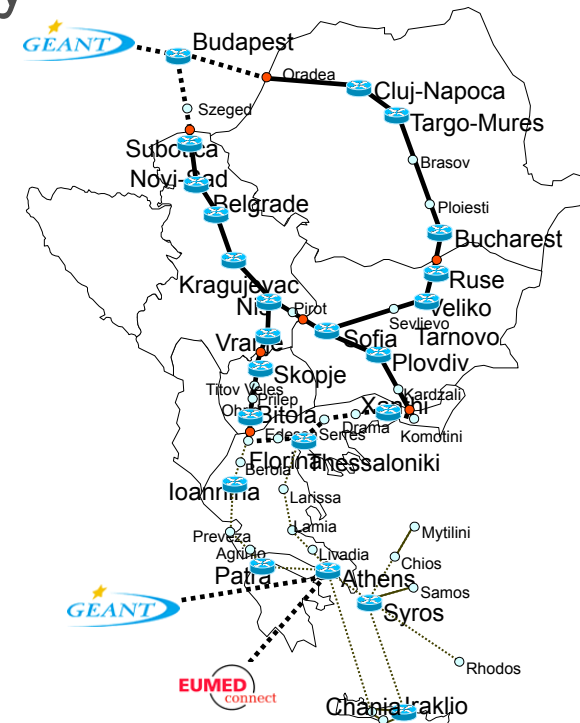 y
GEANT
Budapest
Oradea
Cluj-Napoca
Szeged
Targo-Mures
Subotica
Brasov
Novi-Sad
Belgrade
Ploiesti
Bucharest
Ruse
Kragujevac
Nis
Pirot
Veliko
Sevlievo
Tarnovo
Vranje
Sofia
Plovdiv
Skopje
Titov Veles
Prilep
Kardzali
Bitola
Xanthi
Drama
Komotini
Edessa
Serres
Florina
Thessaloniki
Beroia
Ioannina
Larissa
Lamia
Mytilini
Preveza
Agrinio
Livadia
Chios
Patra
Athens
Samos
GEANT
Syros
Rhodos
EUMED
connect
Chania
Iraklio